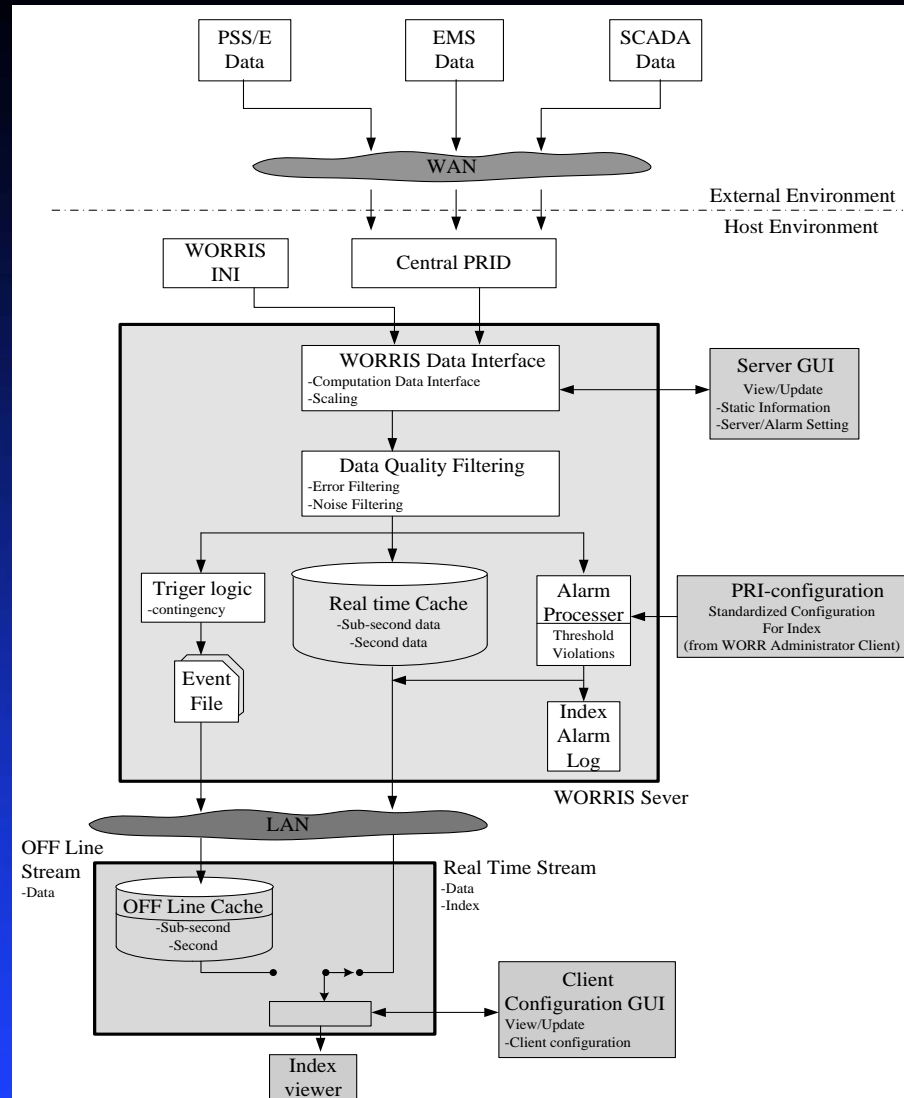 PSS/E
Data
EMS
Data
SCADA
Data
WAN
External Environment
Host Environment
WORRIS
INI
Central PRID
WORRIS Data Interface
-Computation Data Interface
-Scaling
Server GUI
View/Update
-Static Information
-Server/Alarm Setting
Data Quality Filtering
-Error Filtering
-Noise Filtering
Triger logic
-contingency
Real time Cache
-Sub-second data
-Second data
Alarm
Processer
Threshold
Violations
PRI-configuration
Standardized Configuration
For Index
(from WORR Administrator Client)
Event
File
Index
Alarm
Log
WORRIS Sever
LAN
OFF Line
Stream
-Data
Real Time Stream
-Data
-Index
OFF Line Cache
-Sub-second
-Second
Client
Configuration GUI
View/Update
-Client configuration
Index
viewer